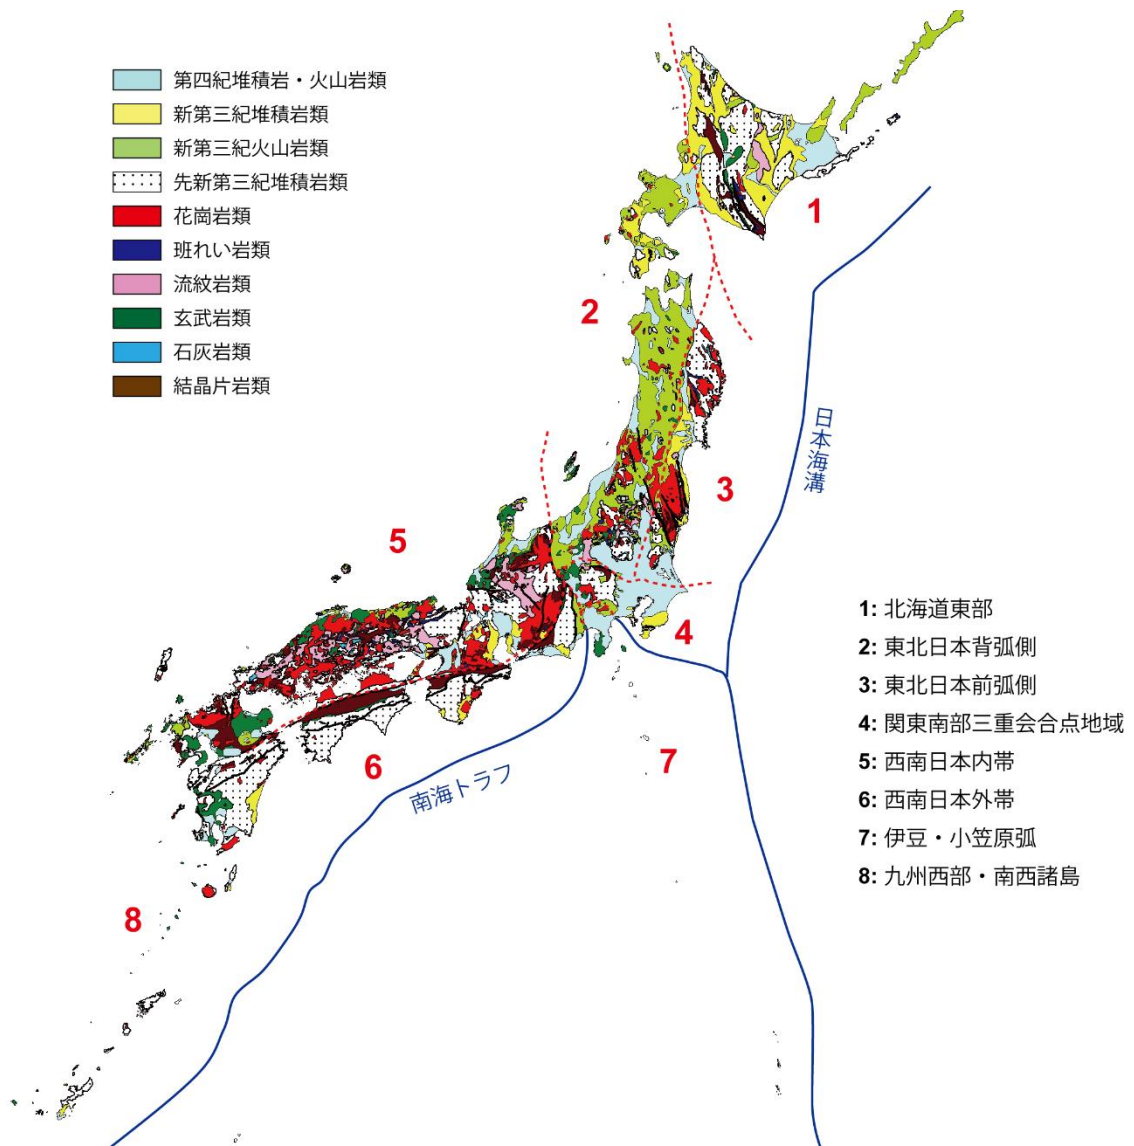 第四紀堆積岩・火山岩類
新第三紀堆積岩類
新第三紀火山岩類
先新第三紀堆積岩類
花崗岩類
班れい岩類
流紋岩類
玄武岩類
石灰岩類
結晶片岩類
1
2
3
4
5
6
7
8
日本海溝
南海トラフ
1: 北海道東部
2: 東北日本背弧側
3: 東北日本前弧側
4: 関東南部三重会合点地域
5: 西南日本内帯
6: 西南日本外帯
7: 伊豆・小笠原弧
8: 九州西部・南西諸島